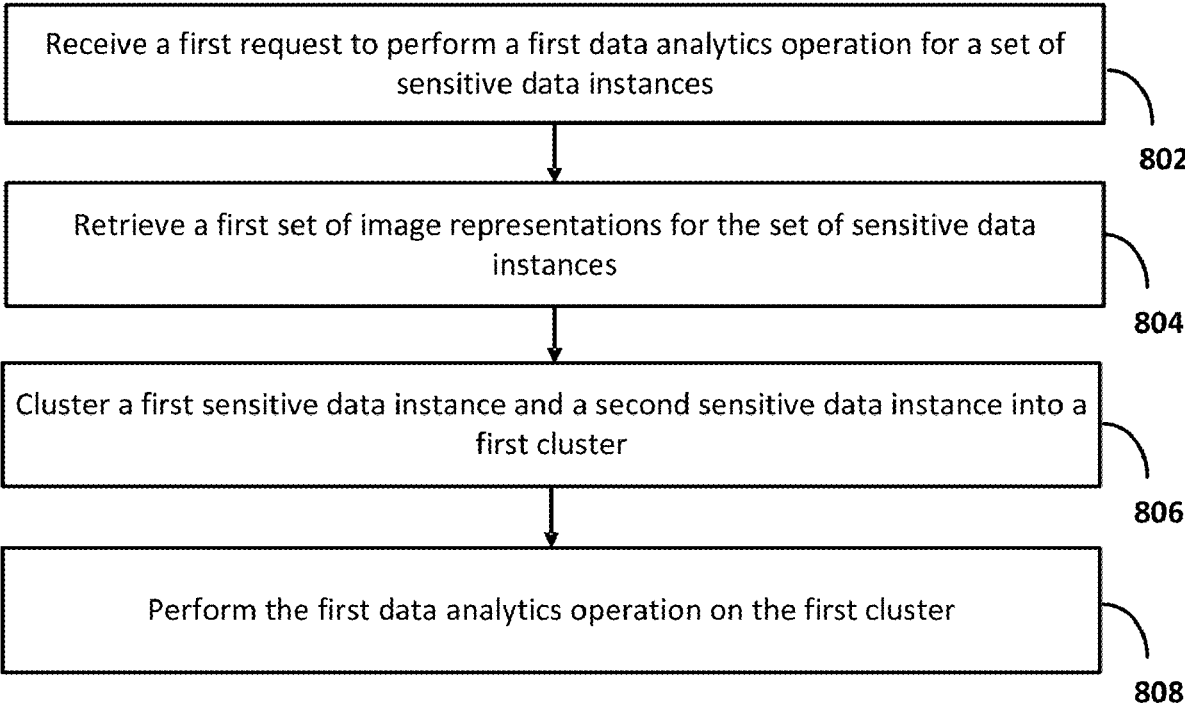 Receive a first request to perform a first data analytics operation for a set of
sensitive data instances
802
Retrieve a first set of image representations for the set of sensitive data
instances
804
Cluster a first sensitive data instance and a second sensitive data instance into a
first cluster
806
Perform the first data analytics operation on the first cluster
808